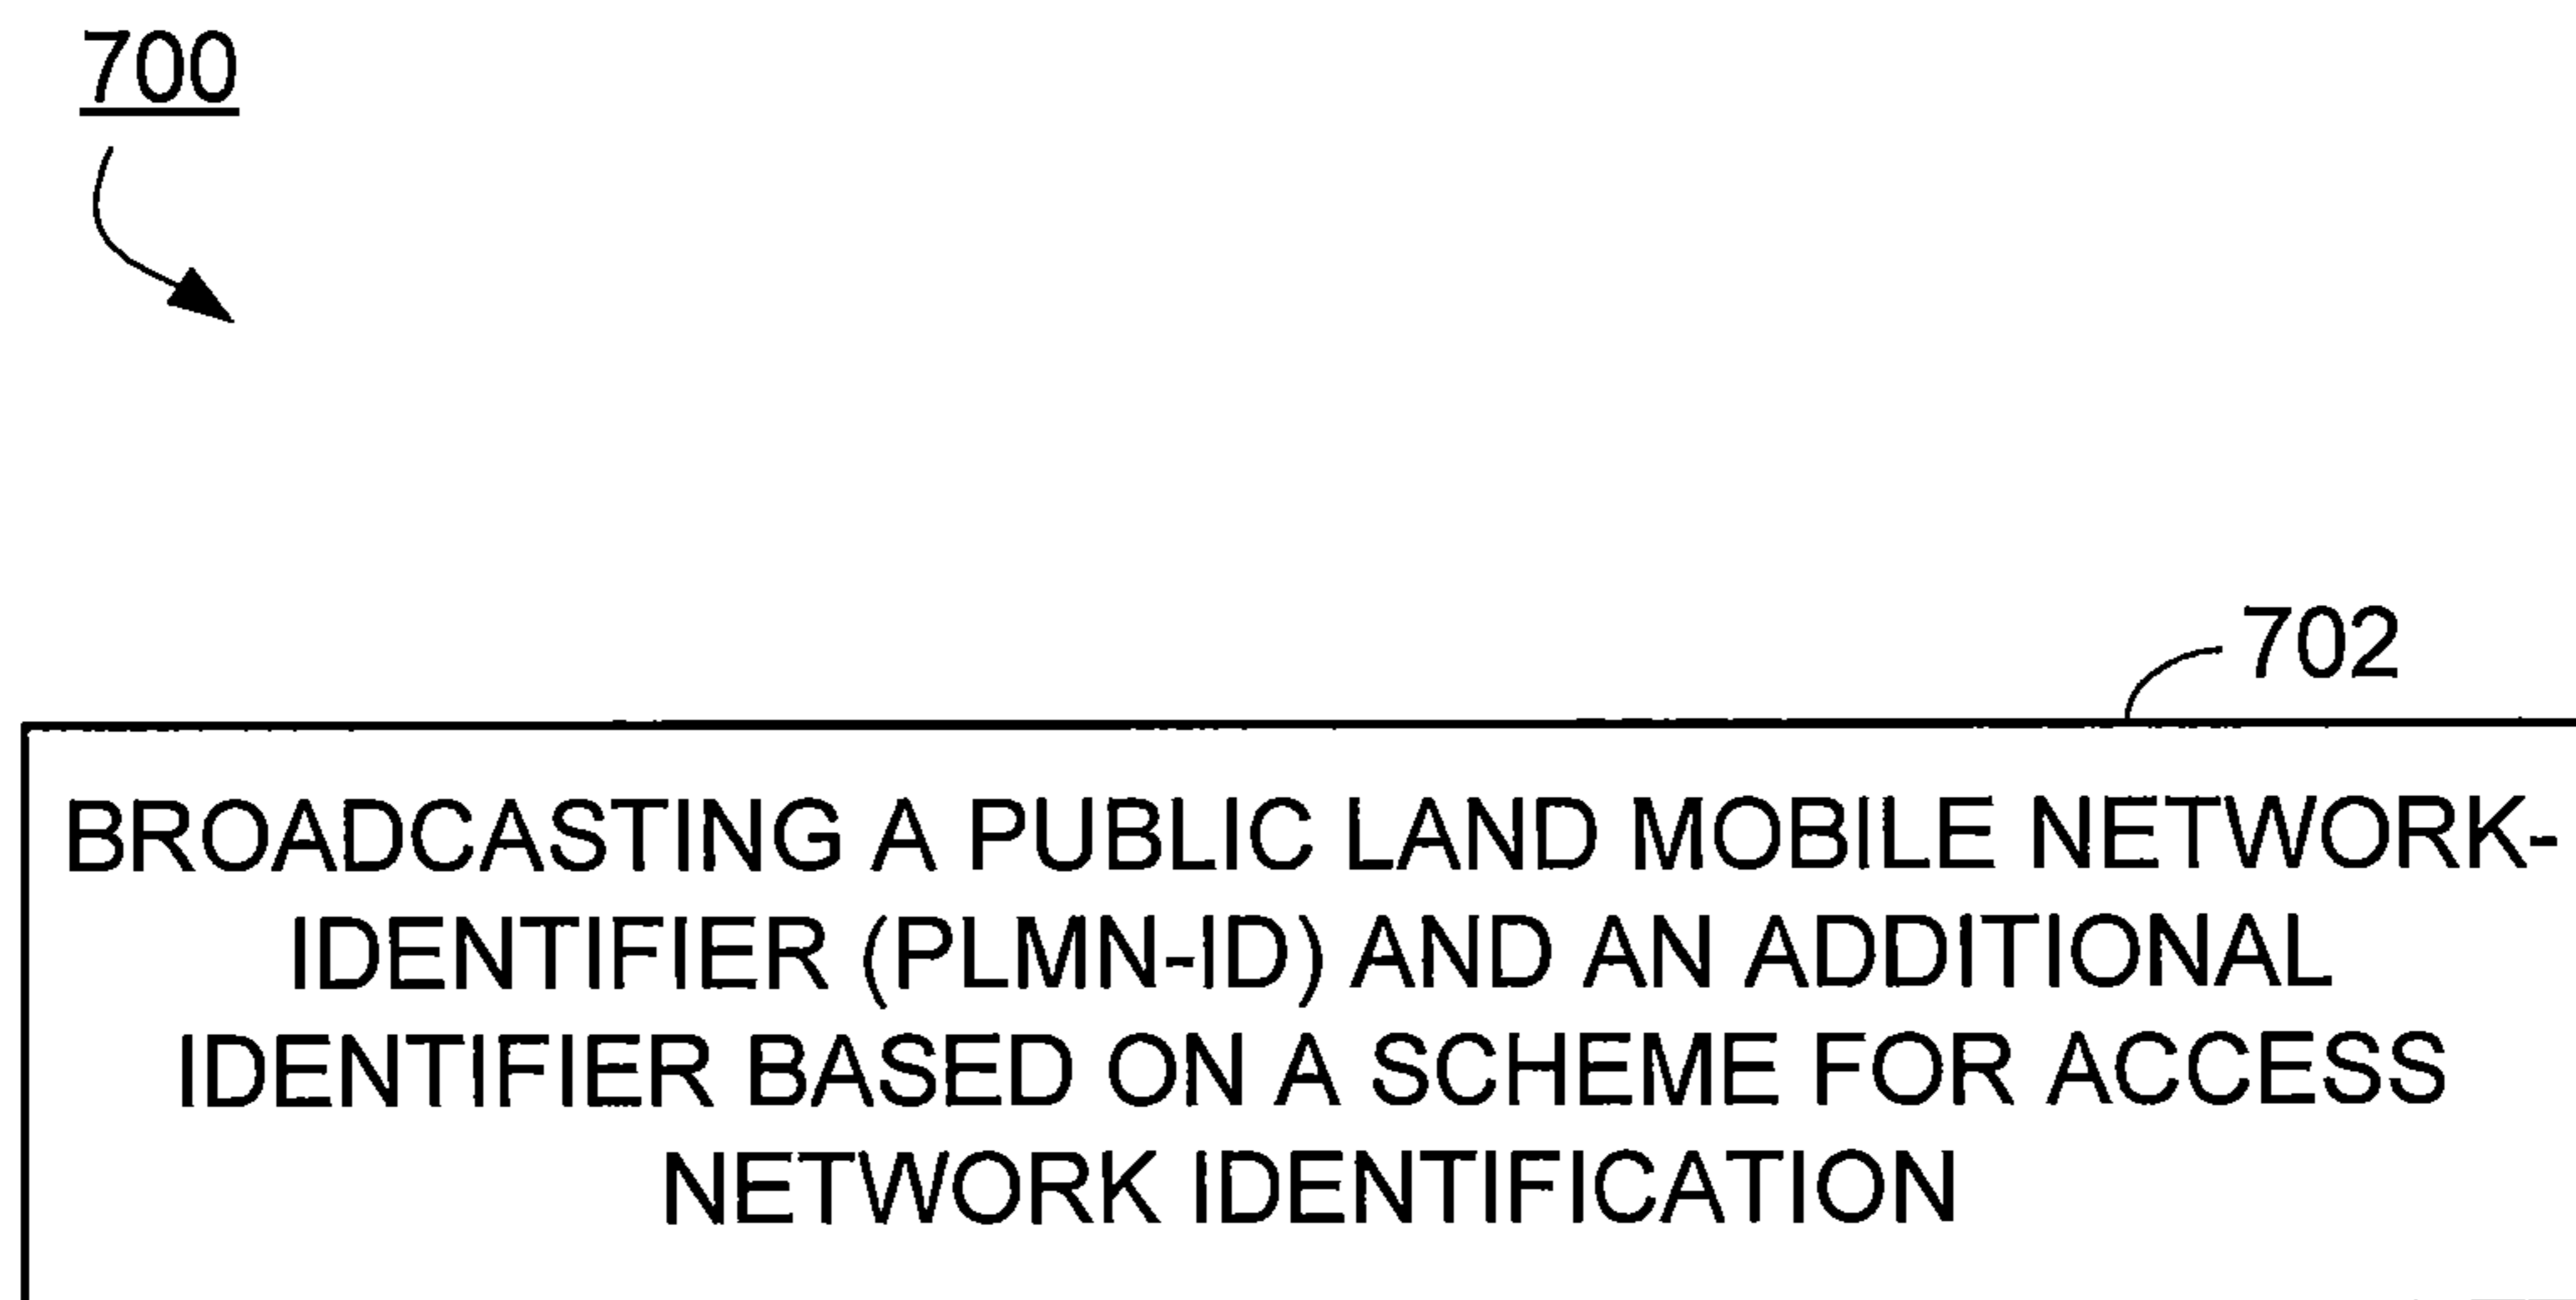 700
702
BROADCASTING A PUBLIC LAND MOBILE NETWORK-
IDENTIFIER (PLMN-ID) AND AN ADDITIONAL
IDENTIFIER BASED ON A SCHEME FOR ACCESS
NETWORK IDENTIFICATION